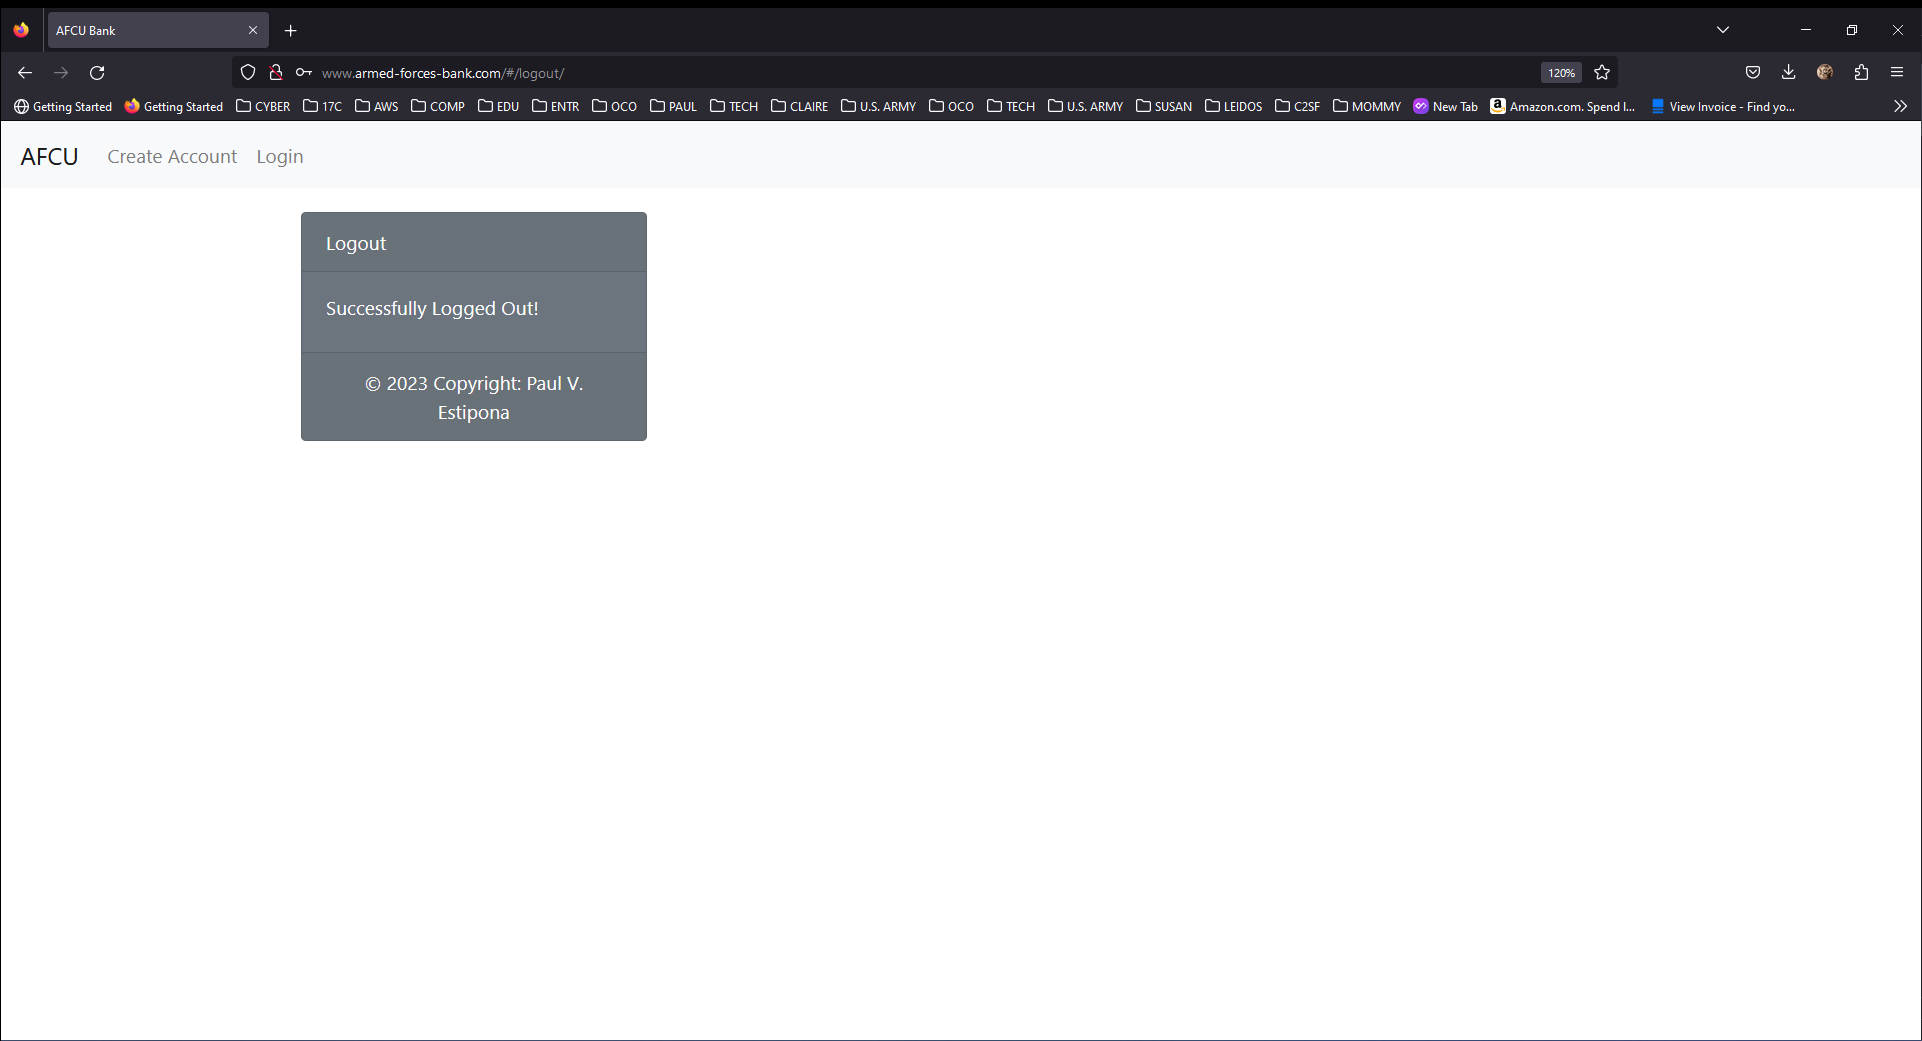 AFCU Bank
www.armed-forces-bank.com/#/logout/
120%
Getting Started Getting Started CYBER 17C AWS COMP EDU ENTR OCO PAUL TECH CLAIRE U.S. ARMY OCO TECH U.S. ARMY SUSAN LEIDOS C2SF MOMMY New Tab Amazon.com. Spend l... View Invoice - Find yo...
AFCU Create Account Login
Logout
Successfully Logged Out!
© 2023 Copyright: Paul V.
Estipona